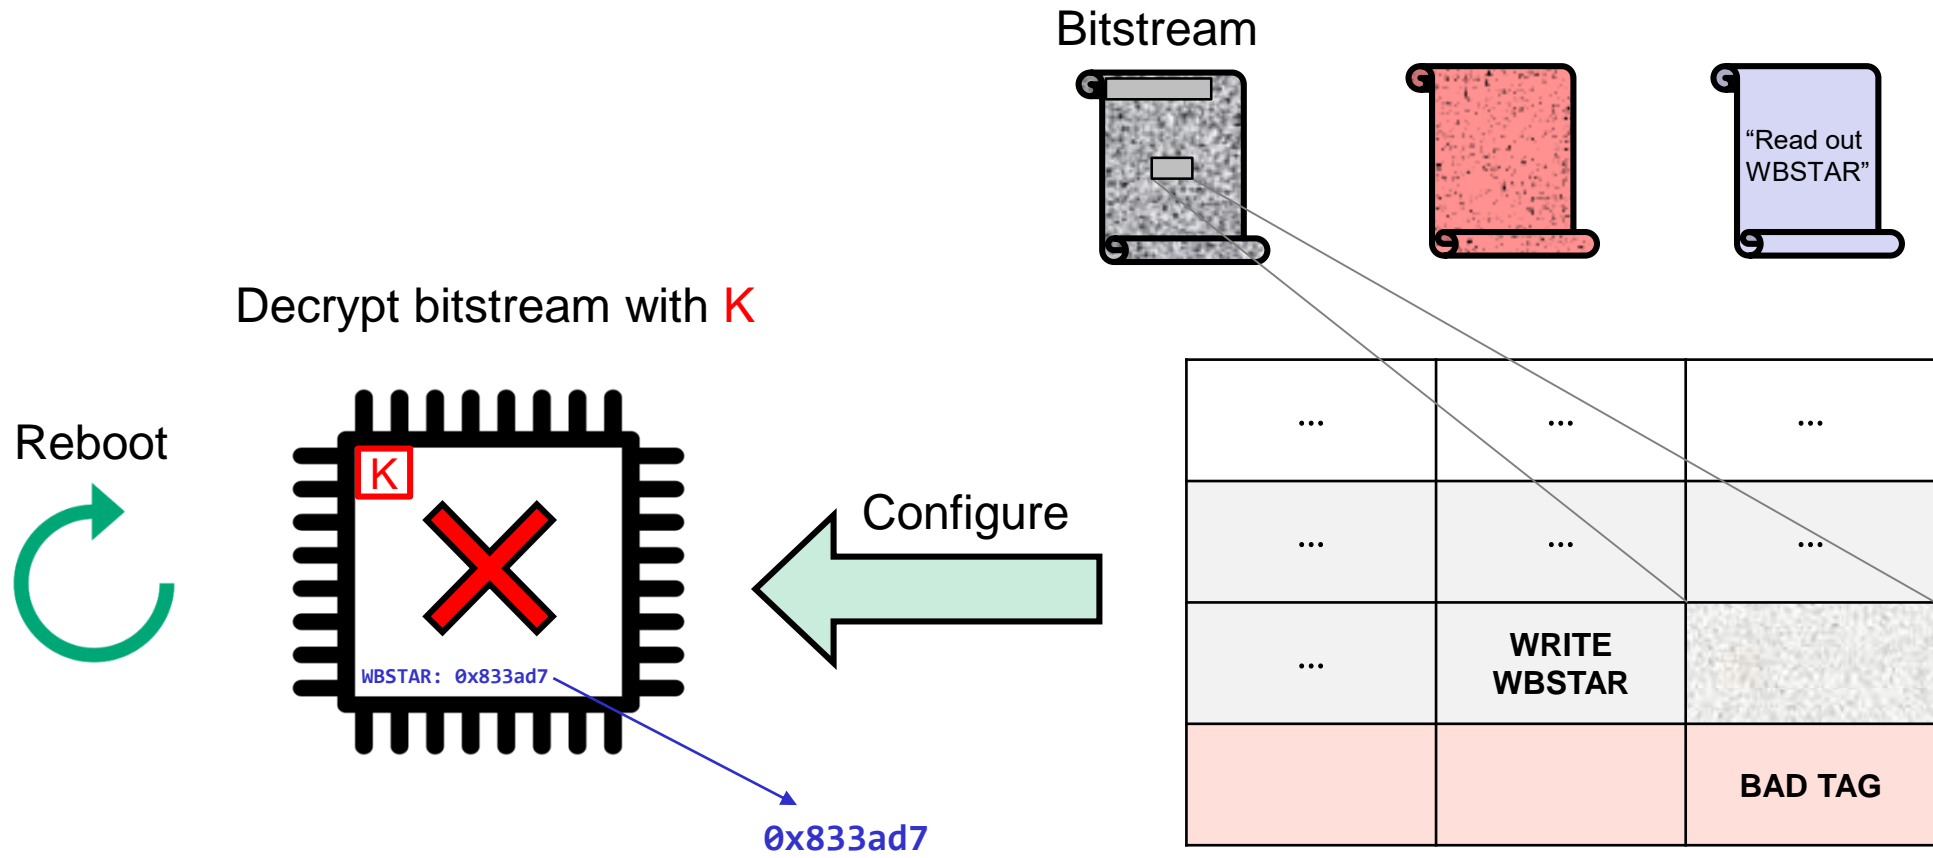 Bitstream
“Read out
WBSTAR”
Decrypt bitstream with K
Reboot
K
WBSTAR: 0x833ad7
0x833ad7
Configure
... ... ...
... ... ...
... WRITE
WBSTAR
BAD TAG